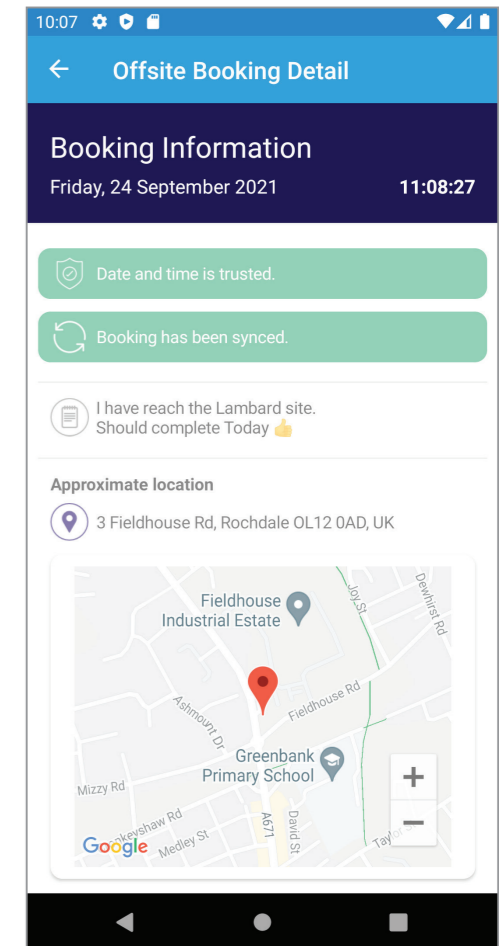 10:07
Offsite Booking Detail
Booking Information
Friday, 24 September 2021 11:08:27
Date and time is trusted.
Booking has been synced.
I have reach the Lambard site.
Should complete Today 👍
Approximate location
3 Fieldhouse Rd, Rochdale OL12 0AD, UK
Fieldhouse
Industrial Estate
Joy St
Dewhirst Rd
Ashmount Dr
Fieldhouse Rd
Greenbank
Primary School
Mizzy Rd
A671
David St
Medley St
Google
+
−